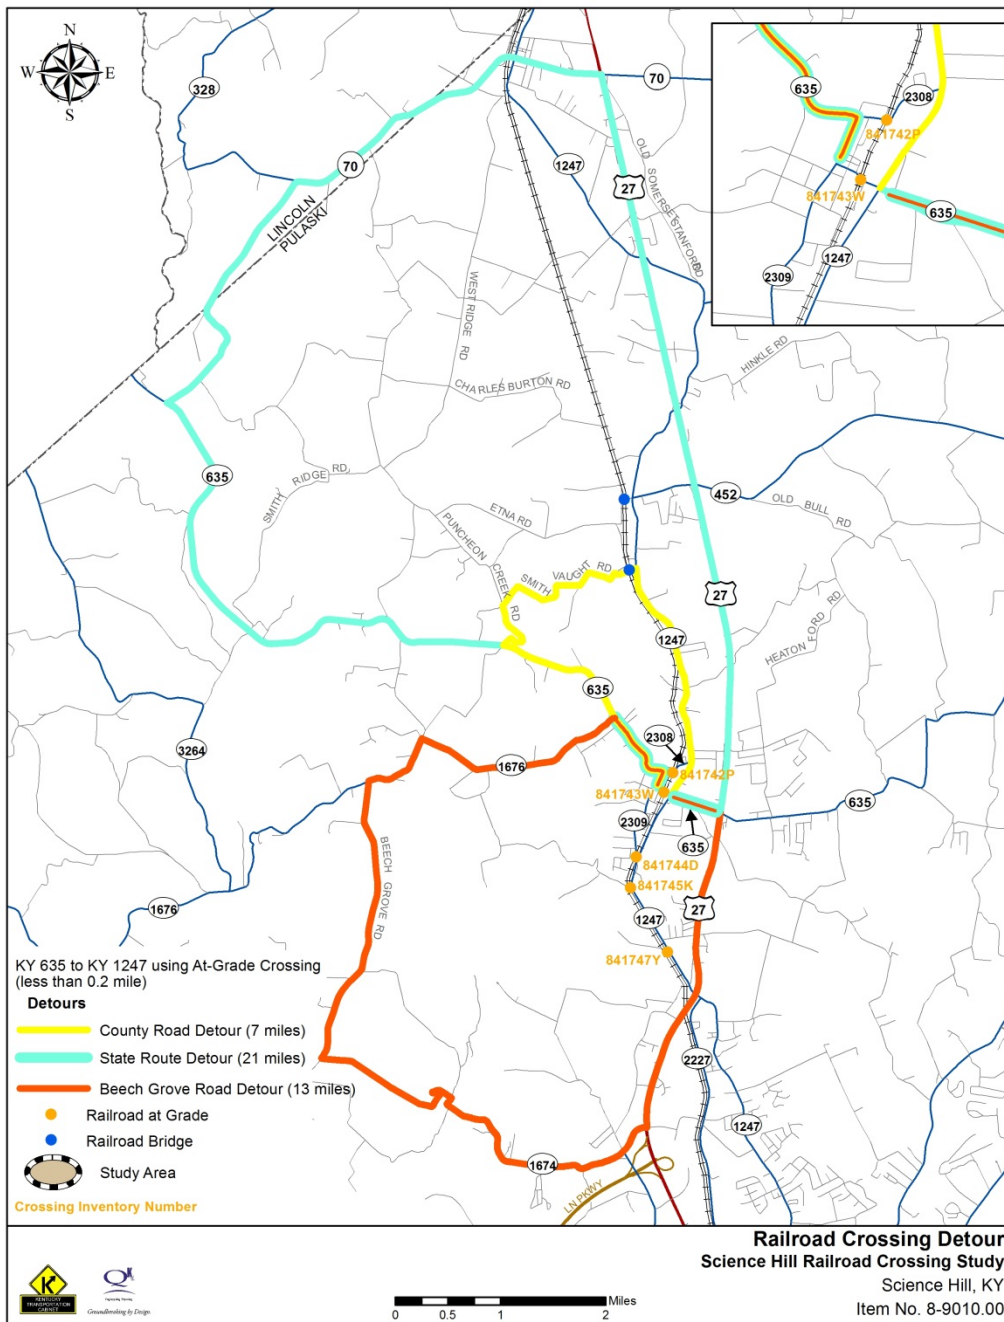 N
W E
S
328
70
70
LINCOLN
PULASKI
1247
27
OLD SOMERSET STANFORD RD
WEST RIDGE RD
CHARLES BURTON RD
HINKLE RD
635
SMITH RIDGE RD
ETNA RD
PUNCHEON CREEK RD
SMITH VAUGHT RD
452
OLD BULL RD
27
HEATON FORD RD
1247
635
2308
841742P
841743W
3264
1676
635
2309
635
841744D
841745K
27
1247
841747Y
BEECH GROVE RD
1676
2227
1247
1674
LN PKWY
635
2308
841742P
841743W
635
1247
2309
KY 635 to KY 1247 using At-Grade Crossing
(less than 0.2 mile)
Detours
County Road Detour (7 miles)
State Route Detour (21 miles)
Beech Grove Road Detour (13 miles)
Railroad at Grade
Railroad Bridge
Study Area
Crossing Inventory Number
Railroad Crossing Detour
Science Hill Railroad Crossing Study
Science Hill, KY
Item No. 8-9010.00
KENTUCKY
TRANSPORTATION
CABINET
Groundbreaking by Design.
Miles
0 0.5 1 2